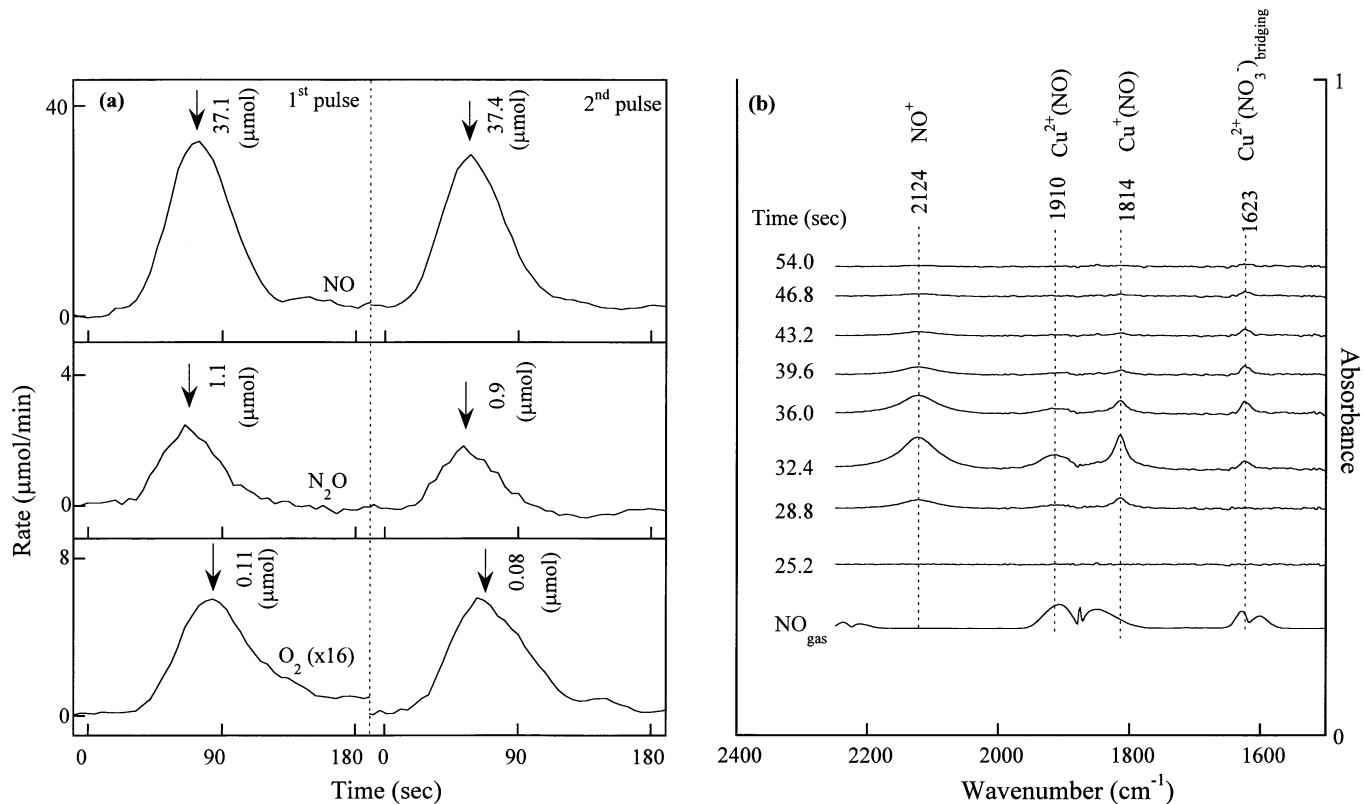 (a)
1st pulse
2nd pulse
40
37.1
(μmol)
37.4
(μmol)
NO
0
4
1.1
(μmol)
0.9
(μmol)
N2O
0
8
0.11
(μmol)
0.08
(μmol)
O2 (x16)
0
0 90 180 0 90 180
Time (sec)
Rate (μmol/min)
(b)
2124 NO+
1910 Cu2+(NO)
1814 Cu+(NO)
1623 Cu2+(NO3-)bridging
Time (sec)
54.0
46.8
43.2
39.6
36.0
32.4
28.8
25.2
NOgas
1
0
Absorbance
2400 2200 2000 1800 1600
Wavenumber (cm-1)